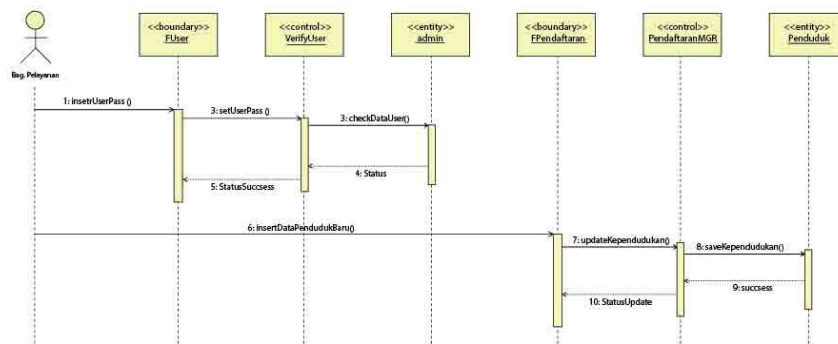 <<boundary>>
FUser
<<control>>
VerifyUser
<<entity>>
admin
<<boundary>>
FPendaftaran
<<control>>
PendaftaranMGR
<<entity>>
Penduduk
Bag. Pelayanan
1: insetrUserPass ()
3: setUserPass ()
3: checkDataUser()
4: Status
5: StatusSuccsess
6: insertDataPendudukBaru()
7: updateKependudukan()
8: saveKependudukan()
9: succsess
10: StatusUpdate